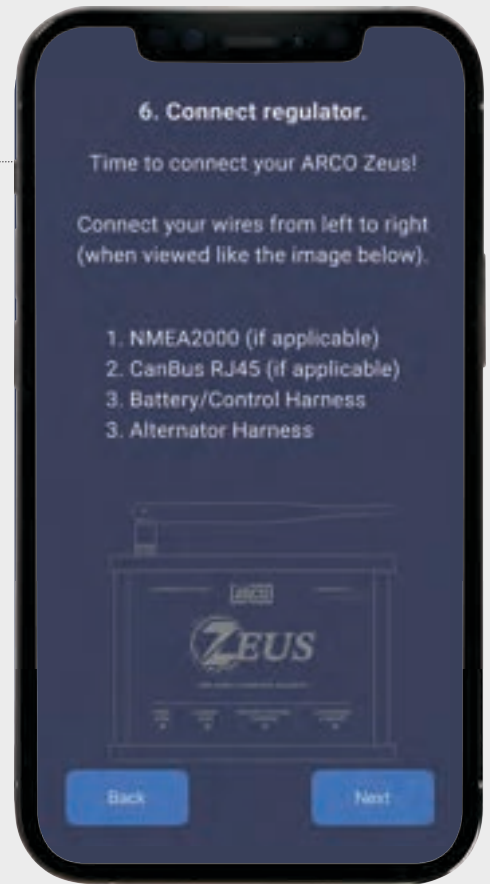 6. Connect regulator.
Time to connect your ARCO Zeus!
Connect your wires from left to right
(when viewed like the image below).
1. NMEA2000 (if applicable)
2. CanBus RJ45 (if applicable)
3. Battery/Control Harness
3. Alternator Harness
ARCO
ZEUS
Back
Next